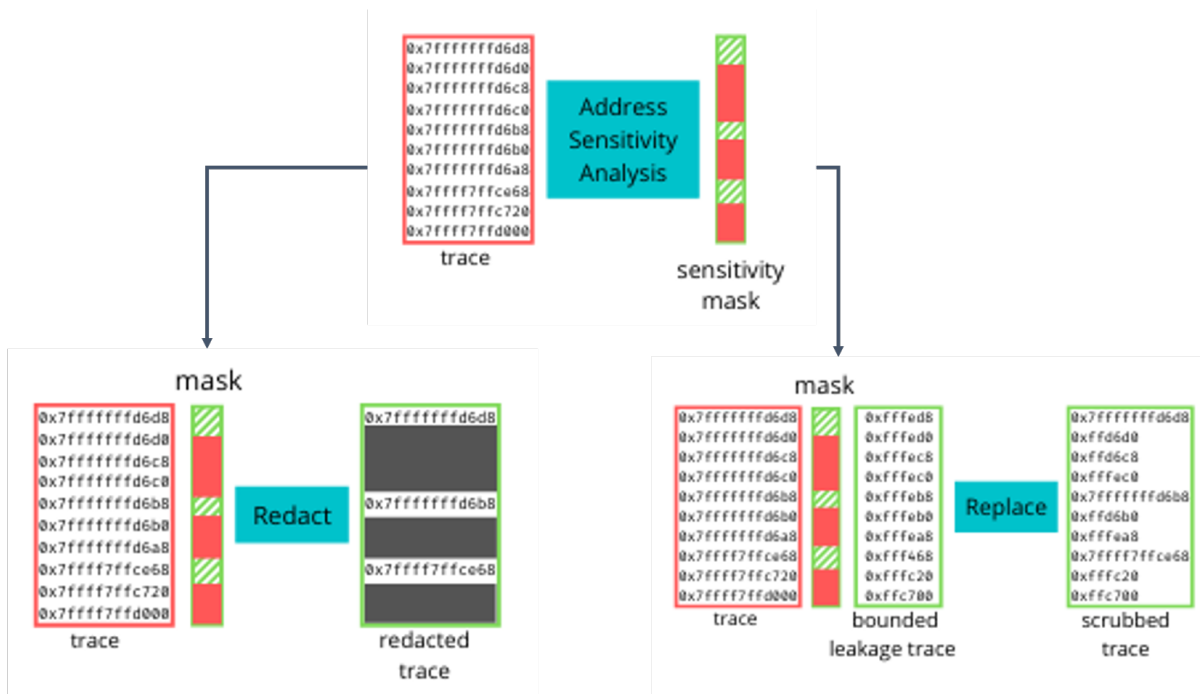 0x7fffffffd6d8
0x7fffffffd6d0
0x7fffffffd6c8
0x7fffffffd6c0
0x7fffffffd6b8
0x7fffffffd6b0
0x7fffffffd6a8
0x7ffff7ffce68
0x7ffff7ffc720
0x7ffff7ffd000
trace
Address
Sensitivity
Analysis
sensitivity
mask
mask
0x7fffffffd6d8
0x7fffffffd6d0
0x7fffffffd6c8
0x7fffffffd6c0
0x7fffffffd6b8
0x7fffffffd6b0
0x7fffffffd6a8
0x7ffff7ffce68
0x7ffff7ffc720
0x7ffff7ffd000
trace
Redact
0x7fffffffd6d8
0x7fffffffd6b8
0x7ffff7ffce68
redacted
trace
mask
0x7fffffffd6d8
0x7fffffffd6d0
0x7fffffffd6c8
0x7fffffffd6c0
0x7fffffffd6b8
0x7fffffffd6b0
0x7fffffffd6a8
0x7ffff7ffce68
0x7ffff7ffc720
0x7ffff7ffd000
trace
0xfffed8
0xfffed0
0xfffec8
0xfffec0
0xfffeb8
0xfffeb0
0xfffea8
0xfff468
0xfffc20
0xffc700
bounded
leakage trace
Replace
0x7fffffffd6d8
0xffd6d0
0xffd6c8
0xfffec0
0x7fffffffd6b8
0xffd6b0
0xfffea8
0x7ffff7ffce68
0xfffc20
0xffc700
scrubbed
trace